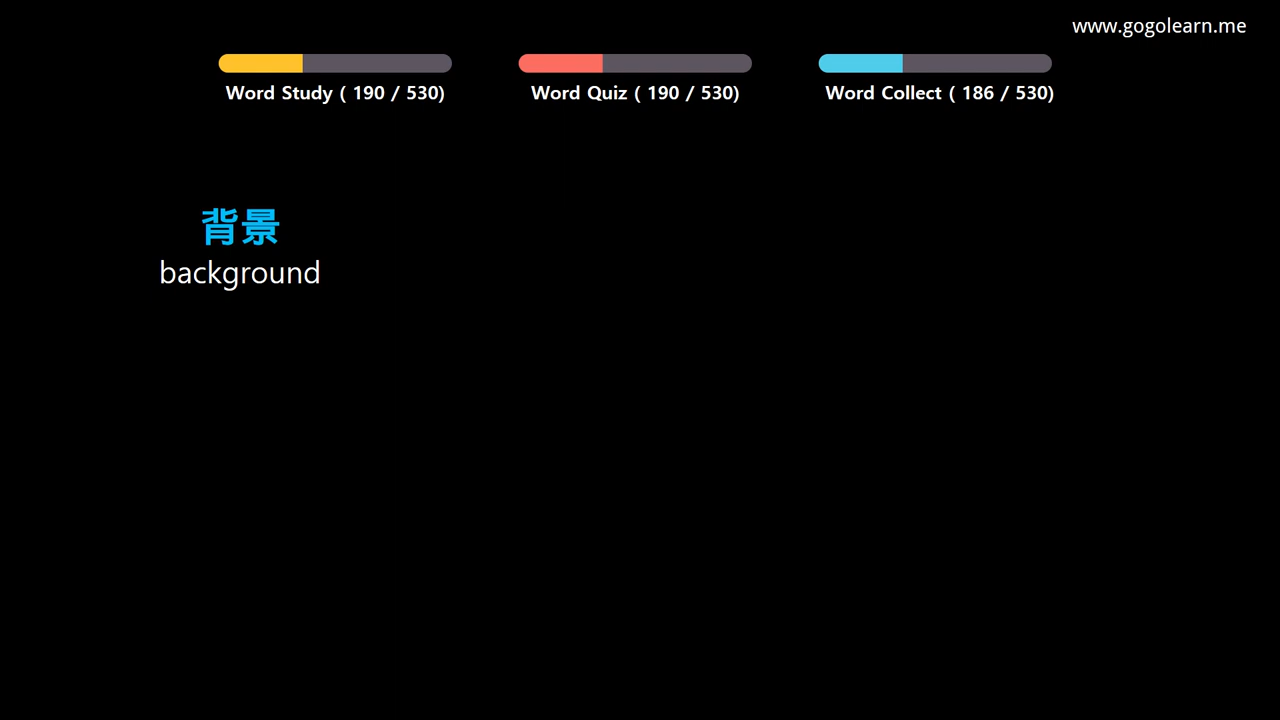 www.gogolearn.me
Word Study ( 190 / 530)
Word Quiz ( 190 / 530)
Word Collect ( 186 / 530)
背景
background